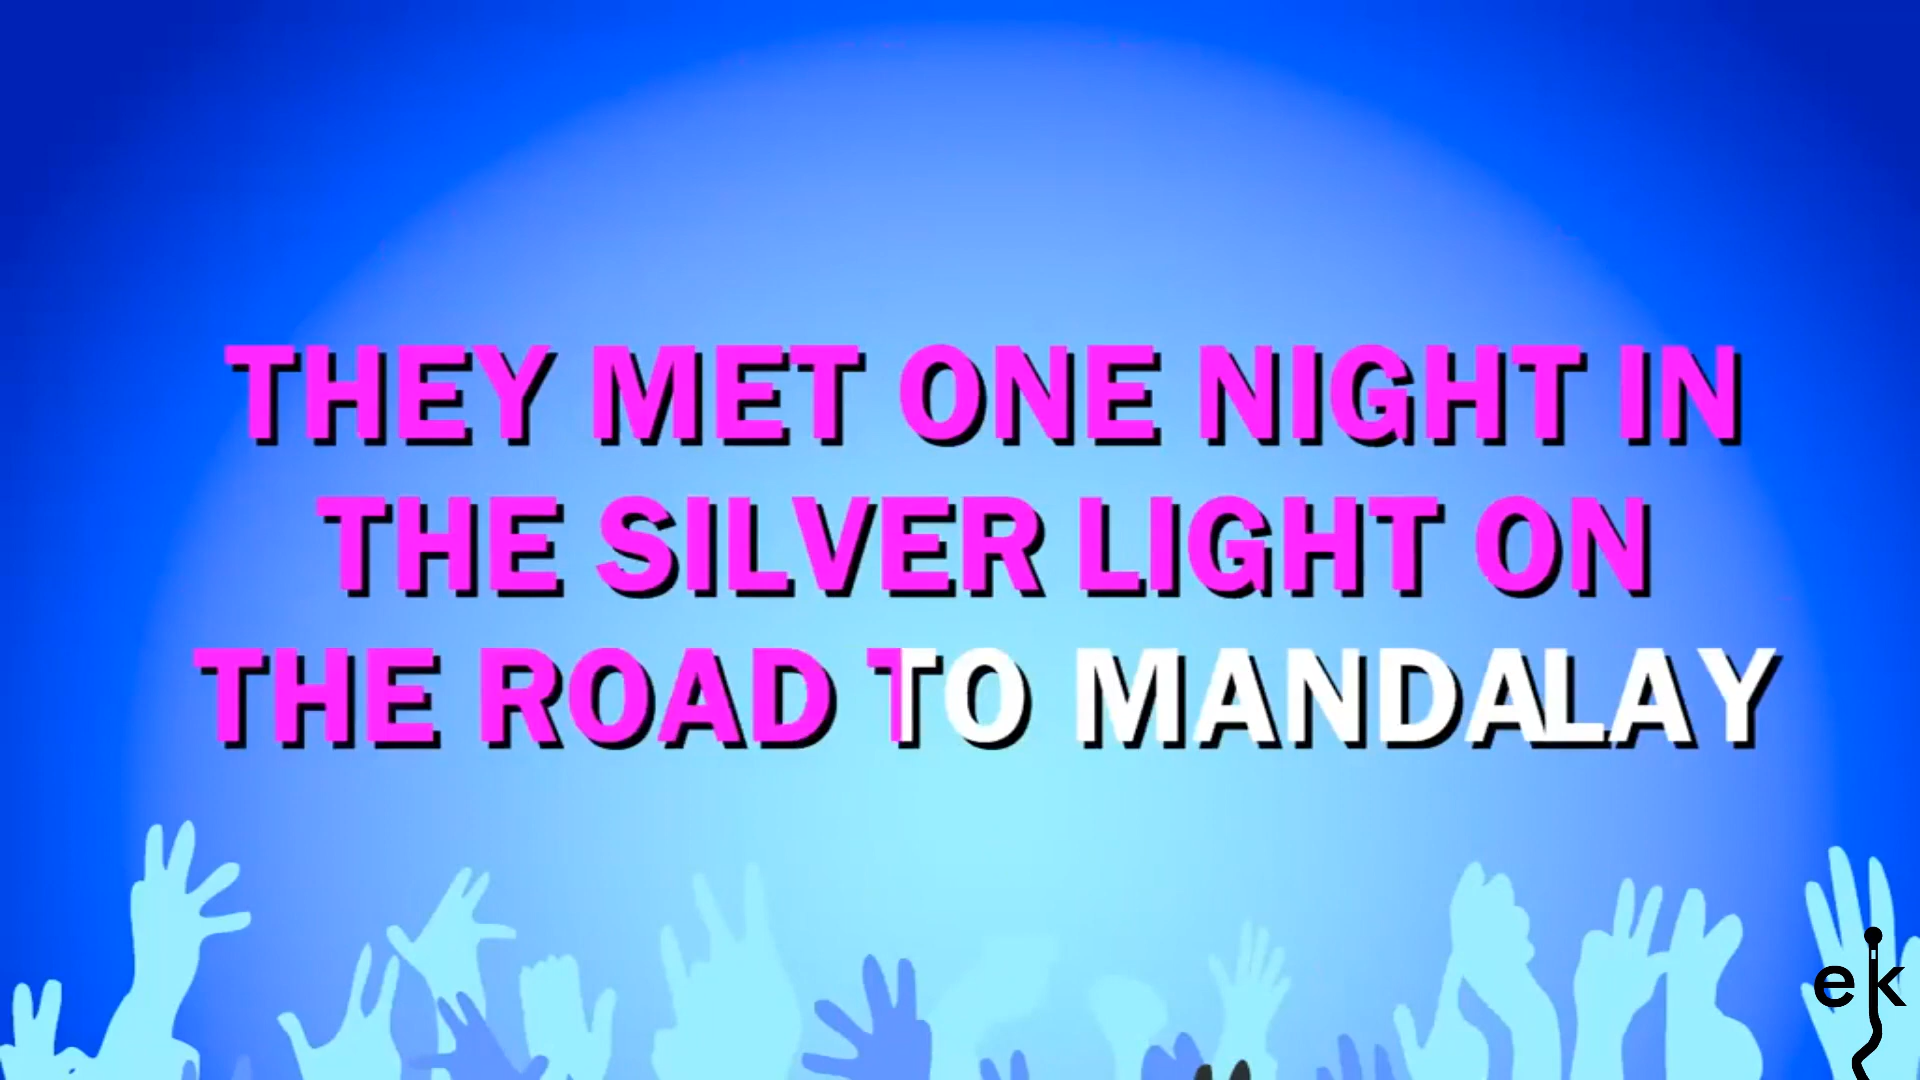 THEY MET ONE NIGHT IN
THE SILVER LIGHT ON
THE ROAD TO MANDALAY
ek